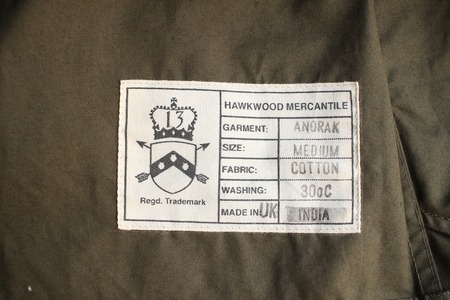 13
Regd. Trademark
HAWKWOOD MERCANTILE
GARMENT: ANORAK
SIZE: MEDIUM
FABRIC: COTTON
WASHING: 30oC
MADE IN: UK INDIA